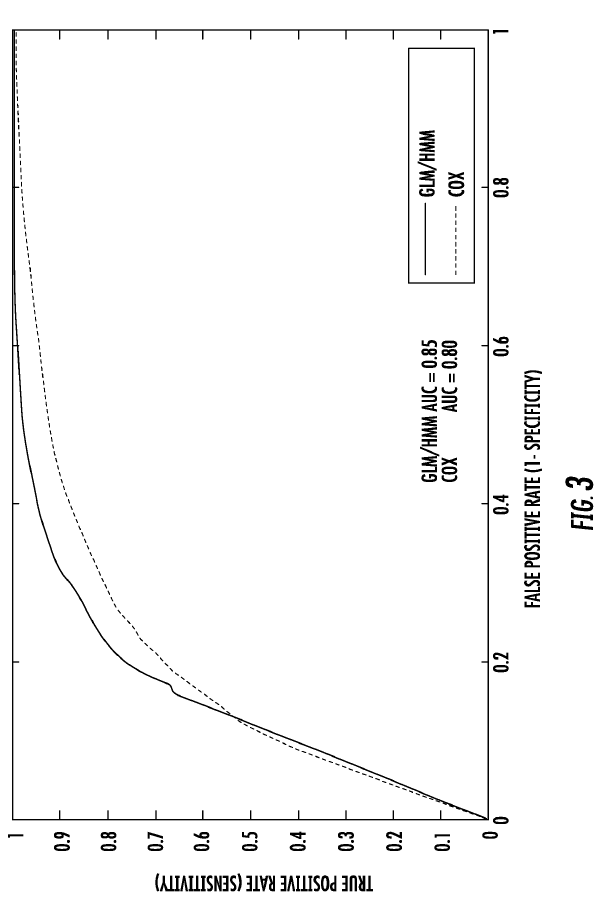 TRUE POSITIVE RATE (SENSITIVITY)
1
0.9
0.8
0.7
0.6
0.5
0.4
0.3
0.2
0.1
0
GLM/HMM AUC = 0.85
COX AUC = 0.80
GLM/HMM
COX
0
0.2
0.4
0.6
0.8
1
FALSE POSITIVE RATE (1- SPECIFICITY)
FIG. 3